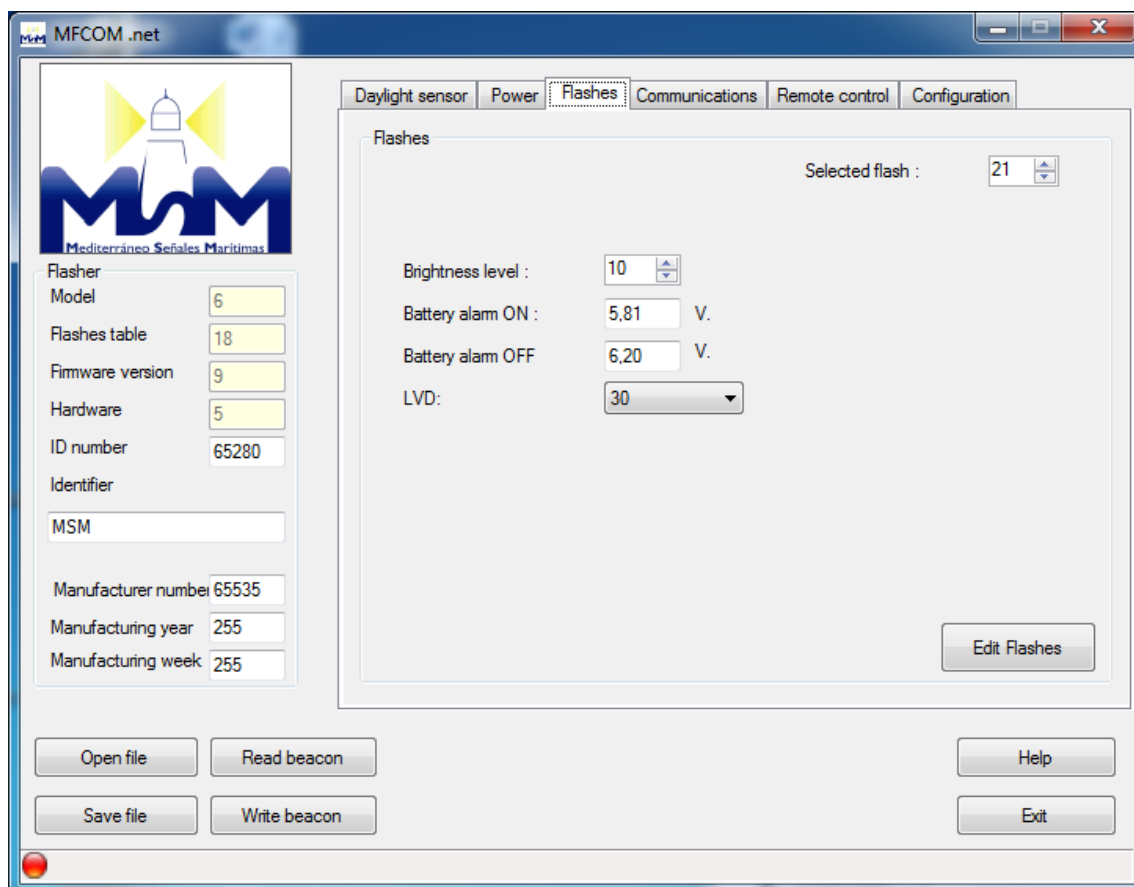 MFCOM .net
MSM
Mediterráneo Señales Marítimas
Flasher
Model 6
Flashes table 18
Firmware version 9
Hardware 5
ID number 65280
Identifier
MSM
Manufacturer number 65535
Manufacturing year 255
Manufacturing week 255
Daylight sensor Power Flashes Communications Remote control Configuration
Flashes
Selected flash : 21
Brightness level : 10
Battery alarm ON : 5,81 V.
Battery alarm OFF 6,20 V.
LVD: 30
Edit Flashes
Open file Read beacon Help
Save file Write beacon Exit